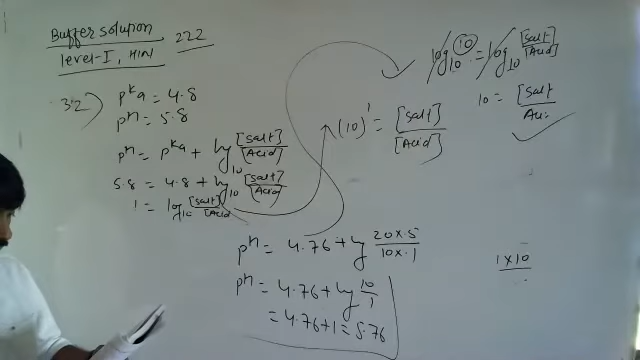 Buffer solution
level-I, HIN 222
32) pKa = 4.8
pH = 5.8
pH = pKa + log10 [Salt]/[Acid]
5.8 = 4.8 + log10 [Salt]/[Acid]
1 = log10 [Salt]/[Acid]
(10)^1 = [Salt]/[Acid]
log10 10 = log10 [Salt]/[Acid]
10 = [Salt/Aci
pH = 4.76 + log 20×.5/10×.1
pH = 4.76 + log 10/1
= 4.76+1 = 5.76
1×10